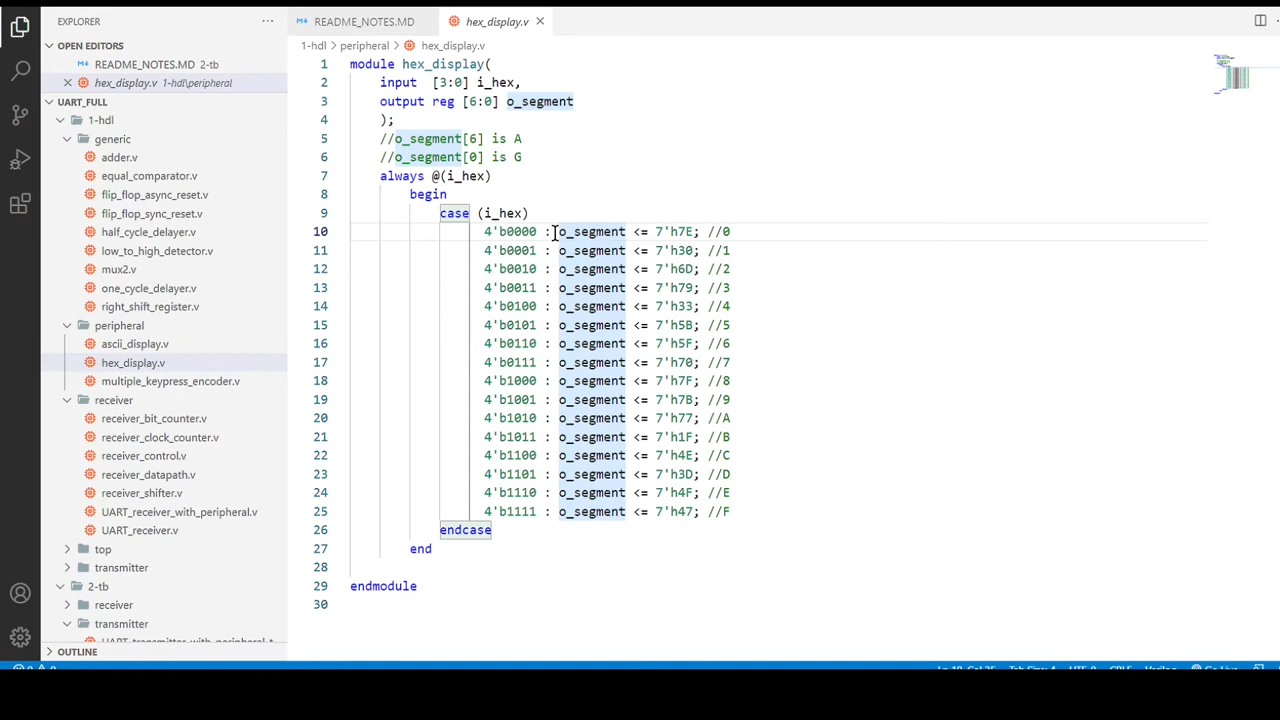 EXPLORER
OPEN EDITORS
README_NOTES.MD 2-tb
hex_display.v 1-hdl\peripheral
UART_FULL
1-hdl
generic
adder.v
equal_comparator.v
flip_flop_async_reset.v
flip_flop_sync_reset.v
half_cycle_delayer.v
low_to_high_detector.v
mux2.v
one_cycle_delayer.v
right_shift_register.v
peripheral
ascii_display.v
hex_display.v
multiple_keypress_encoder.v
receiver
receiver_bit_counter.v
receiver_clock_counter.v
receiver_control.v
receiver_datapath.v
receiver_shifter.v
UART_receiver_with_peripheral.v
UART_receiver.v
top
transmitter
2-tb
receiver
transmitter
UART_transmitter_with_peripheral_t
OUTLINE
README_NOTES.MD hex_display.v
1-hdl > peripheral > hex_display.v
1 module hex_display(
2 input [3:0] i_hex,
3 output reg [6:0] o_segment
4 );
5 //o_segment[6] is A
6 //o_segment[0] is G
7 always @(i_hex)
8 begin
9 case (i_hex)
10 4'b0000 : o_segment <= 7'h7E; //0
11 4'b0001 : o_segment <= 7'h30; //1
12 4'b0010 : o_segment <= 7'h6D; //2
13 4'b0011 : o_segment <= 7'h79; //3
14 4'b0100 : o_segment <= 7'h33; //4
15 4'b0101 : o_segment <= 7'h5B; //5
16 4'b0110 : o_segment <= 7'h5F; //6
17 4'b0111 : o_segment <= 7'h70; //7
18 4'b1000 : o_segment <= 7'h7F; //8
19 4'b1001 : o_segment <= 7'h7B; //9
20 4'b1010 : o_segment <= 7'h77; //A
21 4'b1011 : o_segment <= 7'h1F; //B
22 4'b1100 : o_segment <= 7'h4E; //C
23 4'b1101 : o_segment <= 7'h3D; //D
24 4'b1110 : o_segment <= 7'h4F; //E
25 4'b1111 : o_segment <= 7'h47; //F
26 endcase
27 end
28
29 endmodule
30